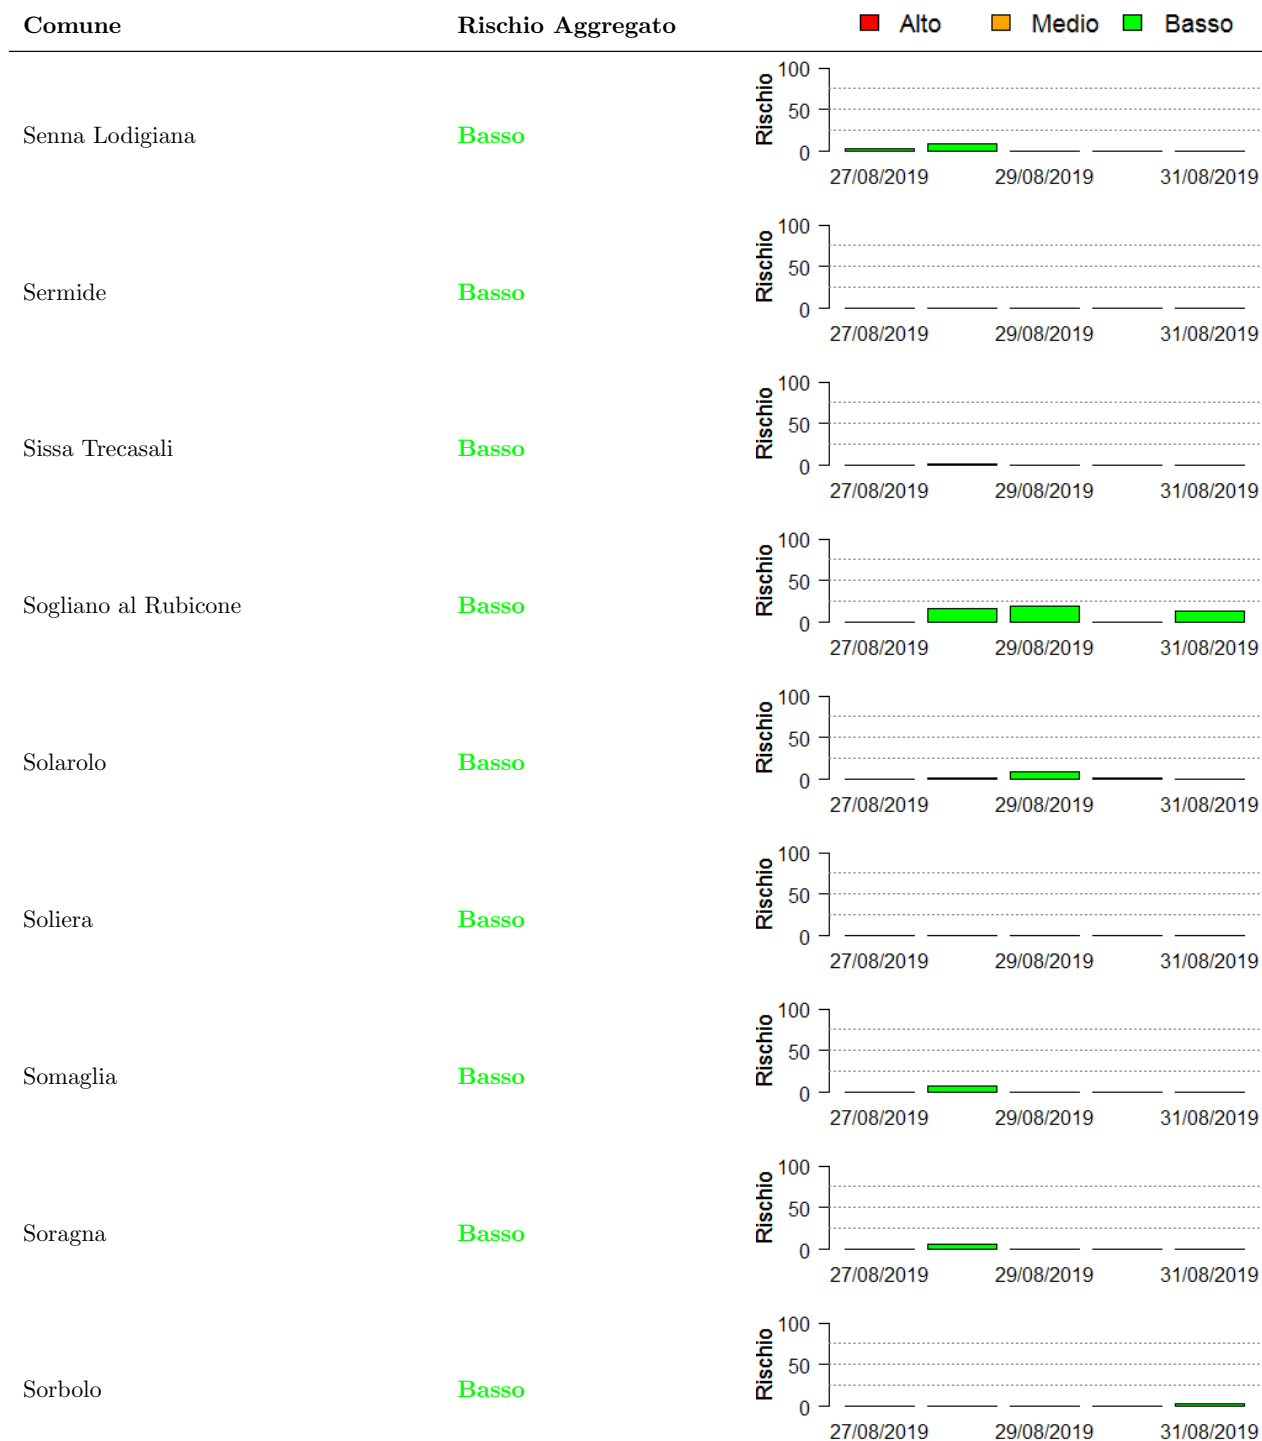 Comune Rischio Aggregato Alto Medio Basso
Senna Lodigiana Basso Rischio 100 50 0
27/08/2019 29/08/2019 31/08/2019
Sermide Basso Rischio 100 50 0
27/08/2019 29/08/2019 31/08/2019
Sissa Trecasali Basso Rischio 100 50 0
27/08/2019 29/08/2019 31/08/2019
Sogliano al Rubicone Basso Rischio 100 50 0
27/08/2019 29/08/2019 31/08/2019
Solarolo Basso Rischio 100 50 0
27/08/2019 29/08/2019 31/08/2019
Soliera Basso Rischio 100 50 0
27/08/2019 29/08/2019 31/08/2019
Somaglia Basso Rischio 100 50 0
27/08/2019 29/08/2019 31/08/2019
Soragna Basso Rischio 100 50 0
27/08/2019 29/08/2019 31/08/2019
Sorbolo Basso Rischio 100 50 0
27/08/2019 29/08/2019 31/08/2019